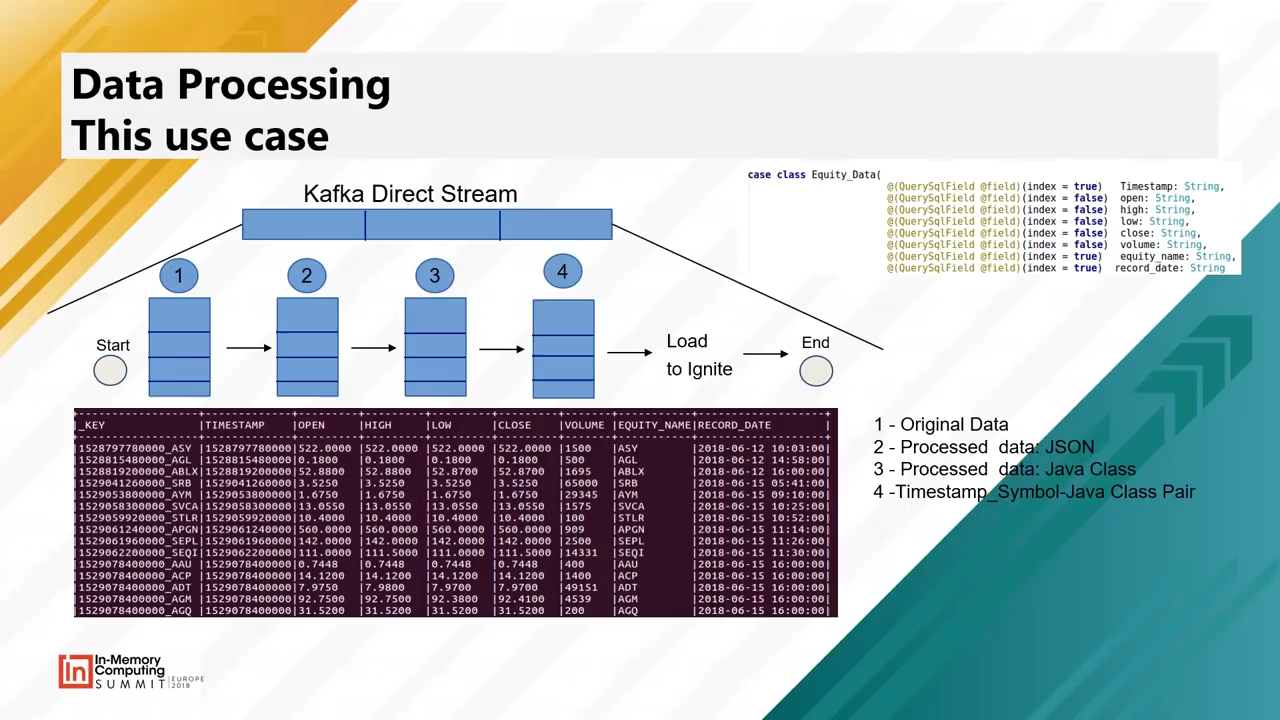 Data Processing
This use case
Kafka Direct Stream
case class Equity_Data(
@(QuerySqlField @field)(index = true) Timestamp: String,
@(QuerySqlField @field)(index = false) open: String,
@(QuerySqlField @field)(index = false) high: String,
@(QuerySqlField @field)(index = false) low: String,
@(QuerySqlField @field)(index = false) close: String,
@(QuerySqlField @field)(index = false) volume: String,
@(QuerySqlField @field)(index = true) equity_name: String,
@(QuerySqlField @field)(index = true) record_date: String
1
2
3
4
Start
Load
to Ignite
End
|_KEY |TIMESTAMP |OPEN |HIGH |LOW |CLOSE |VOLUME |EQUITY_NAME|RECORD_DATE |
|1528797780000_ASY |1528797780000|522.0000 |522.0000 |522.0000 |522.0000 |1500 |ASY |2018-06-12 10:03:00|
|1528815480000_AGL |1528815480000|0.1800 |0.1800 |0.1800 |0.1800 |500 |AGL |2018-06-12 14:58:00|
|1528819200000_ABLX|1528819200000|52.8800 |52.8800 |52.8700 |52.8700 |1695 |ABLX |2018-06-12 16:00:00|
|1529041260000_SRB |1529041260000|3.5250 |3.5250 |3.5250 |3.5250 |65000 |SRB |2018-06-15 05:41:00|
|1529053800000_AYM |1529053800000|1.6750 |1.6750 |1.6750 |1.6750 |29345 |AYM |2018-06-15 09:10:00|
|1529058300000_SVCA|1529058300000|13.0550 |13.0550 |13.0550 |13.0550 |1575 |SVCA |2018-06-15 10:25:00|
|1529059920000_STLR|1529059920000|10.4000 |10.4000 |10.4000 |10.4000 |100 |STLR |2018-06-15 10:52:00|
|1529061240000_APGN|1529061240000|560.0000 |560.0000 |560.0000 |560.0000 |909 |APGN |2018-06-15 11:14:00|
|1529061960000_SEPL|1529061960000|142.0000 |142.0000 |142.0000 |142.0000 |2500 |SEPL |2018-06-15 11:26:00|
|1529062200000_SEQI|1529062200000|111.0000 |111.5000 |111.0000 |111.5000 |14331 |SEQI |2018-06-15 11:30:00|
|1529078400000_AAU |1529078400000|0.7448 |0.7448 |0.7448 |0.7448 |400 |AAU |2018-06-15 16:00:00|
|1529078400000_ACP |1529078400000|14.1200 |14.1200 |14.1200 |14.1200 |1400 |ACP |2018-06-15 16:00:00|
|1529078400000_ADT |1529078400000|7.9750 |7.9800 |7.9700 |7.9750 |49151 |ADT |2018-06-15 16:00:00|
|1529078400000_AGM |1529078400000|92.7500 |92.7500 |92.3800 |92.4100 |4539 |AGM |2018-06-15 16:00:00|
|1529078400000_AGQ |1529078400000|31.5200 |31.5200 |31.5200 |31.5200 |200 |AGQ |2018-06-15 16:00:00|
1 - Original Data
2 - Processed data: JSON
3 - Processed data: Java Class
4 -Timestamp_Symbol-Java Class Pair
In
In-Memory
Computing
SUMMIT
EUROPE
2018